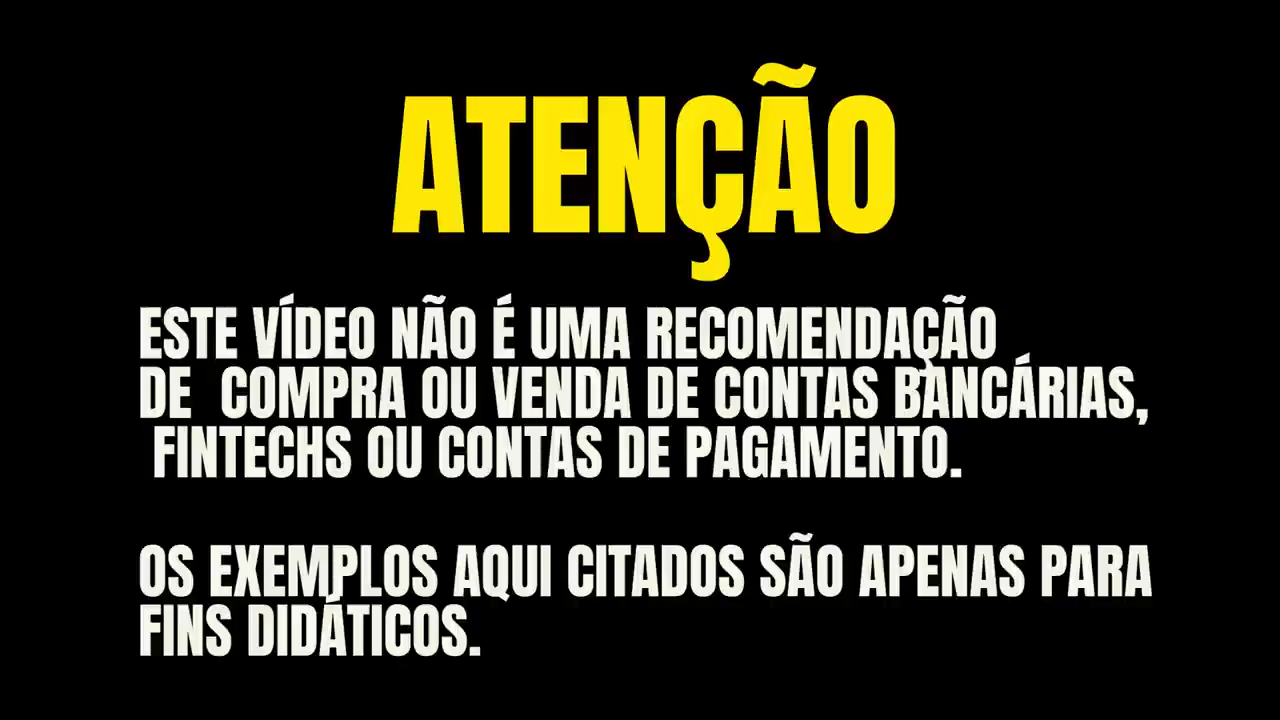 ATENÇÃO
ESTE VÍDEO NÃO É UMA RECOMENDAÇÃO
DE COMPRA OU VENDA DE CONTAS BANCÁRIAS,
FINTECHS OU CONTAS DE PAGAMENTO.
OS EXEMPLOS AQUI CITADOS SÃO APENAS PARA
FINS DIDÁTICOS.